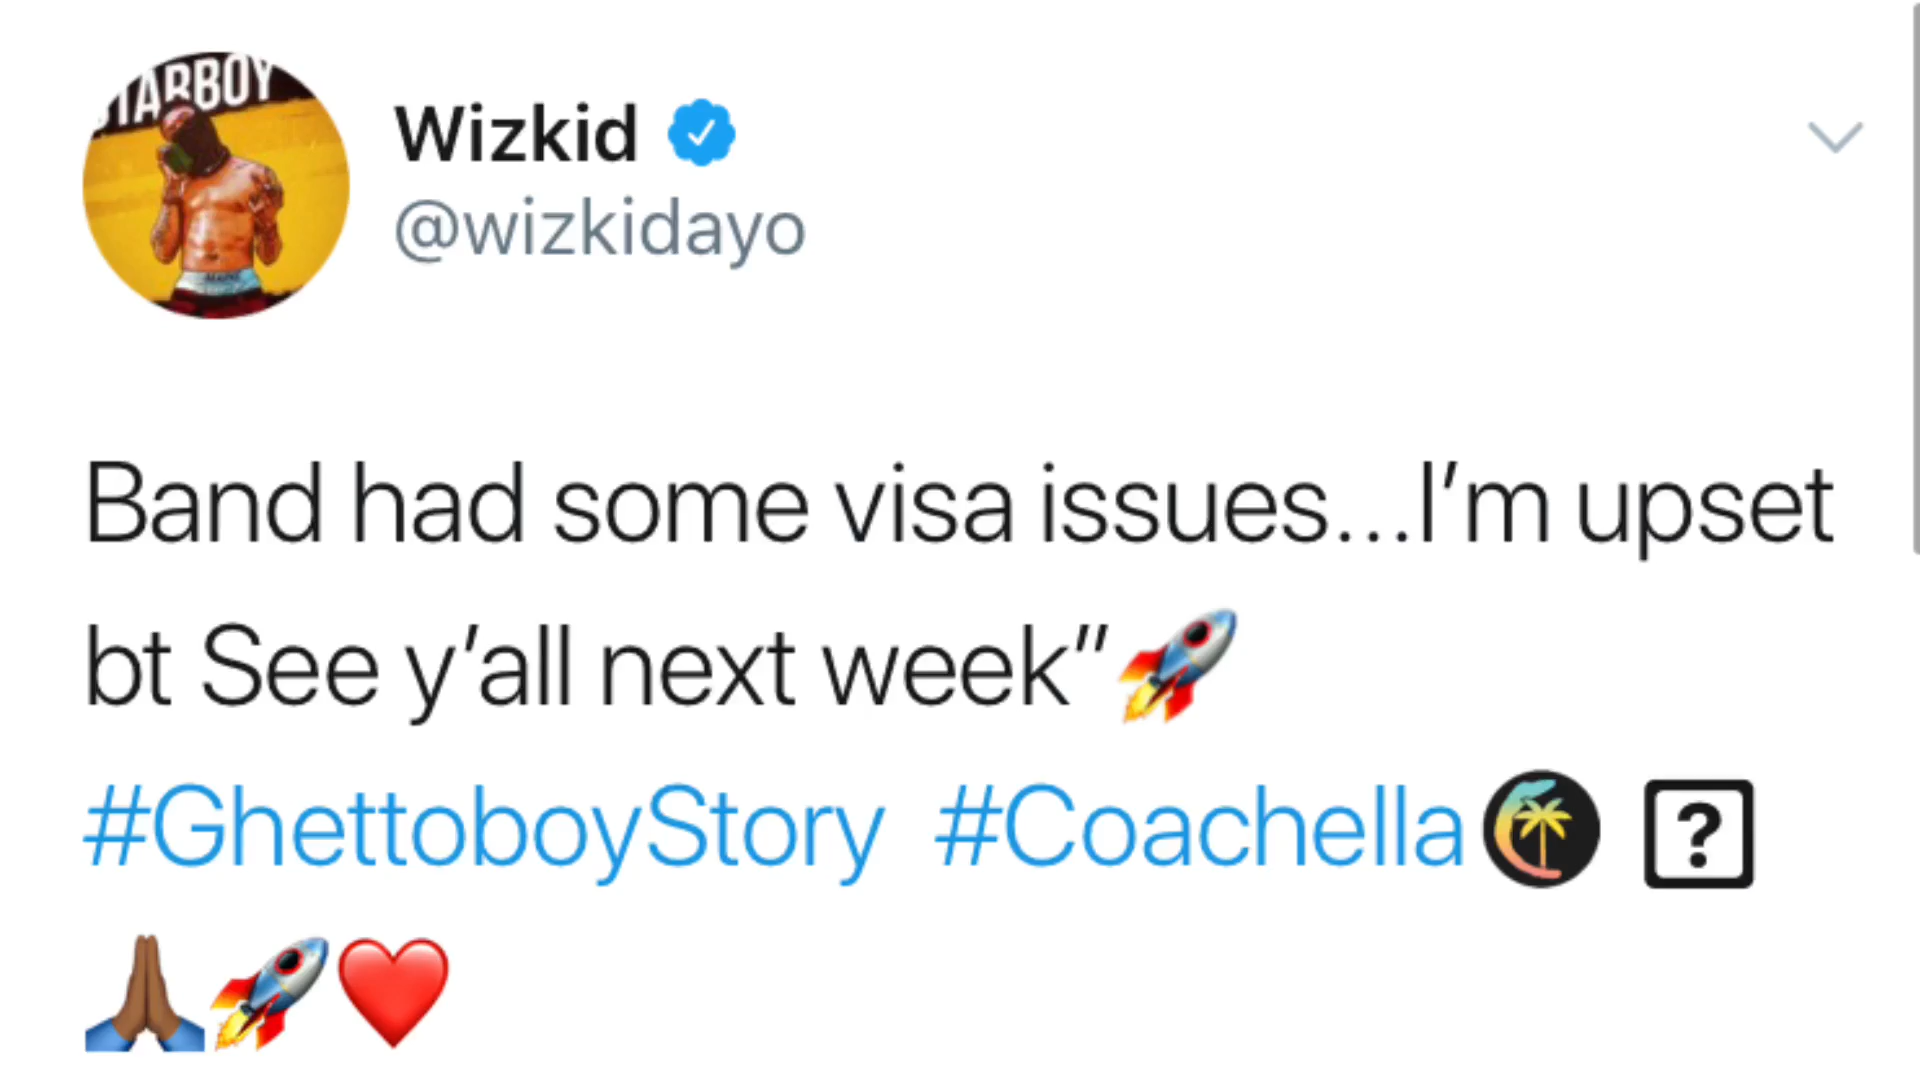 STARBOY
Wizkid
@wizkidayo
Band had some visa issues...I’m upset
bt See y’all next week”🚀
#GhettoboyStory #Coachella
🙏🏾🚀❤️